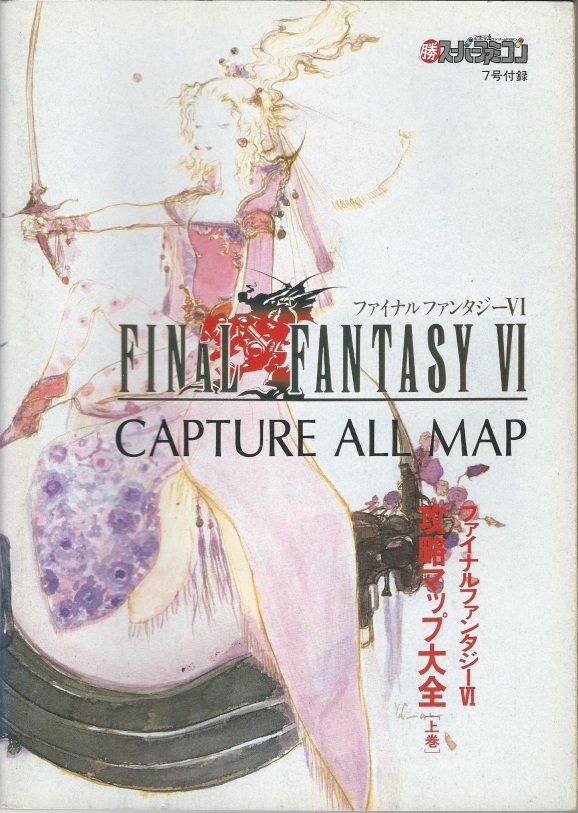 勝スーパーファミコン
7号付録
ファイナルファンタジーVI
FINAL FANTASY VI
CAPTURE ALL MAP
ファイナルファンタジーVI
攻略マップ大全
[上巻]